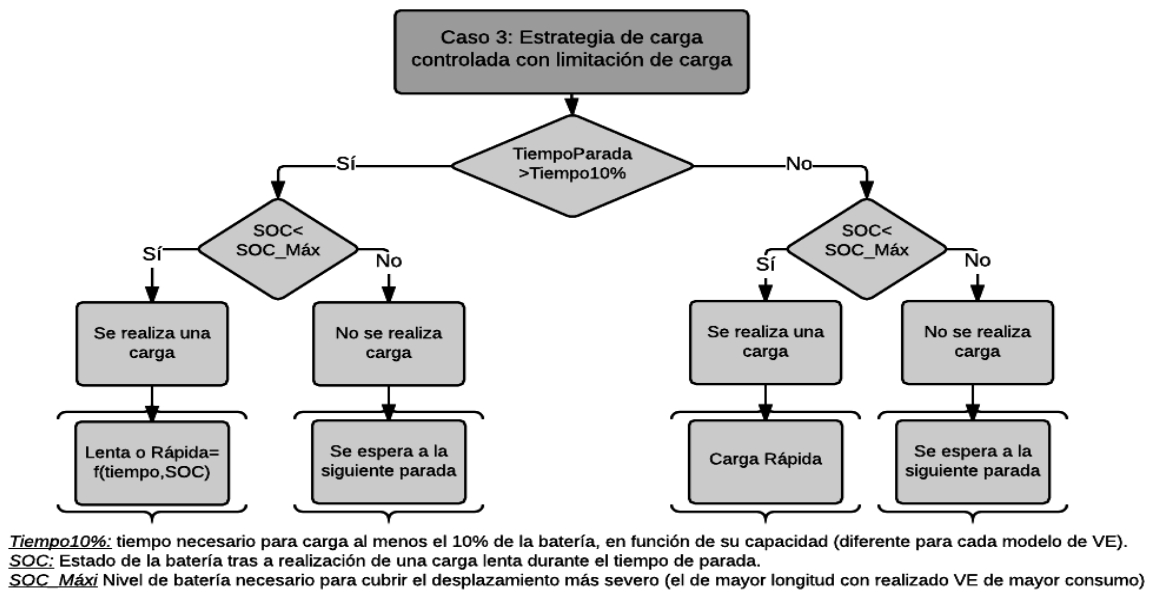 Caso 3: Estrategia de carga
controlada con limitación de carga
TiempoParada
>Tiempo10%
Sí
No
SOC<
SOC_Máx
SOC<
SOC_Máx
Sí
No
Sí
No
Se realiza una
carga
No se realiza
carga
Se realiza una
carga
No se realiza
carga
Lenta o Rápida=
f(tiempo,SOC)
Se espera a la
siguiente parada
Carga Rápida
Se espera a la
siguiente parada
Tiempo10%: tiempo necesario para carga al menos el 10% de la batería, en función de su capacidad (diferente para cada modelo de VE).
SOC: Estado de la batería tras a realización de una carga lenta durante el tiempo de parada.
SOC_Máxi Nivel de batería necesario para cubrir el desplazamiento más severo (el de mayor longitud con realizado VE de mayor consumo)